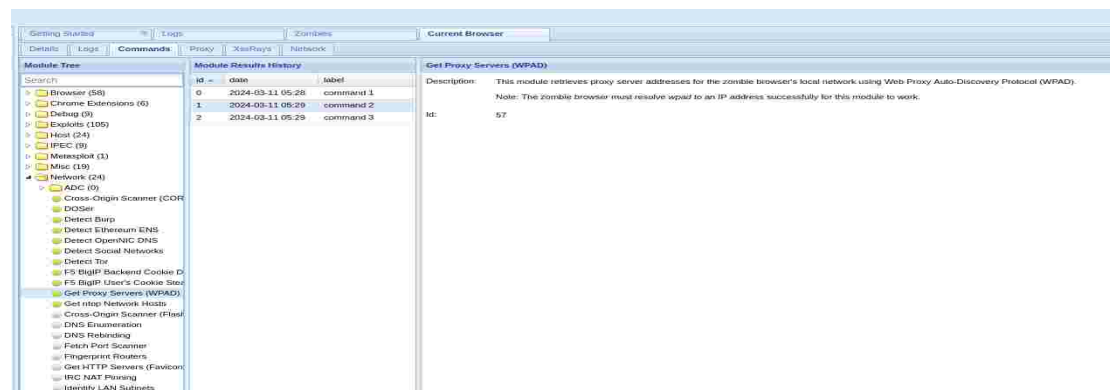 Getting Started Logs Zombies Current Browser
Details Logs Commands Proxy XssRays Network
Module Tree
Search
Browser (58)
Chrome Extensions (6)
Debug (9)
Exploits (105)
Host (24)
IPEC (9)
Metasploit (1)
Misc (19)
Network (24)
ADC (0)
Cross-Origin Scanner (COR
DOSer
Detect Burp
Detect Ethereum ENS
Detect OpenNIC DNS
Detect Social Networks
Detect Tor
F5 BigIP Backend Cookie D
F5 BigIP User's Cookie Stea
Get Proxy Servers (WPAD)
Get ntop Network Hosts
Cross-Origin Scanner (Flash
DNS Enumeration
DNS Rebinding
Fetch Port Scanner
Fingerprint Routers
Get HTTP Servers (Favicon
IRC NAT Pinning
Identify LAN Subnets
Module Results History
id date label
0 2024-03-11 05:28 command 1
1 2024-03-11 05:29 command 2
2 2024-03-11 05:29 command 3
Get Proxy Servers (WPAD)
Description: This module retrieves proxy server addresses for the zombie browser's local network using Web Proxy Auto-Discovery Protocol (WPAD).
Note: The zombie browser must resolve wpad to an IP address successfully for this module to work.
Id: 57